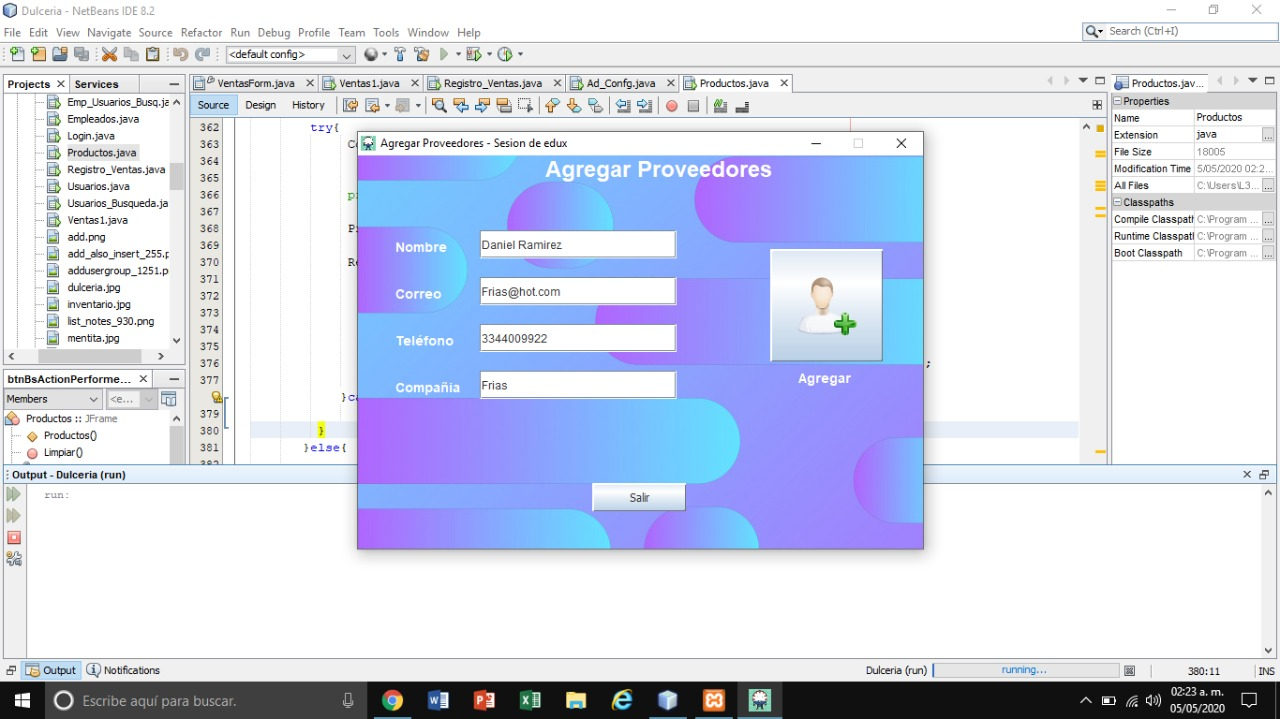 Dulceria - NetBeans IDE 8.2
File Edit View Navigate Source Refactor Run Debug Profile Team Tools Window Help
Search (Ctrl+I)
<default config>
Projects Services
VentasForm.java Ventas1.java Registro_Ventas.java Ad_Confg.java Productos.java
Productos.jav...
Source Design History
Emp_Usuarios_Busq.ja
Empleados.java
Login.java
Productos.java
Registro_Ventas.java
Usuarios.java
Usuarios_Busqueda.ja
Ventas1.java
add.png
add_also_insert_255.p
addusergroup_1251.p
dulceria.jpg
inventario.jpg
list_notes_930.png
mentita.jpg
btnBsActionPerforme...
Members <e...
Productos :: JFrame
Productos()
Limpiar()
362 try{
363 Co
364
365
366 p
367
368 P
369
370 Re
371
372
373
374
375
376 ;
377
}ca
379
380 }
381 }else{
382
Agregar Proveedores - Sesion de edux
Agregar Proveedores
Nombre Daniel Ramirez
Correo Frias@hot.com
Teléfono 3344009922
Compañia Frias
Agregar
Salir
Properties
Name Productos
Extension java
File Size 18005
Modification Time 5/05/2020 02:2...
All Files C:\Users\L3... ...
Classpaths
Compile Classpath C:\Program ... ...
Runtime Classpath C:\Program ... ...
Boot Classpath C:\Program ... ...
Output - Dulceria (run)
run:
Output Notifications
Dulceria (run) running... 380:11 INS
Escribe aquí para buscar.
02:23 a. m.
05/05/2020